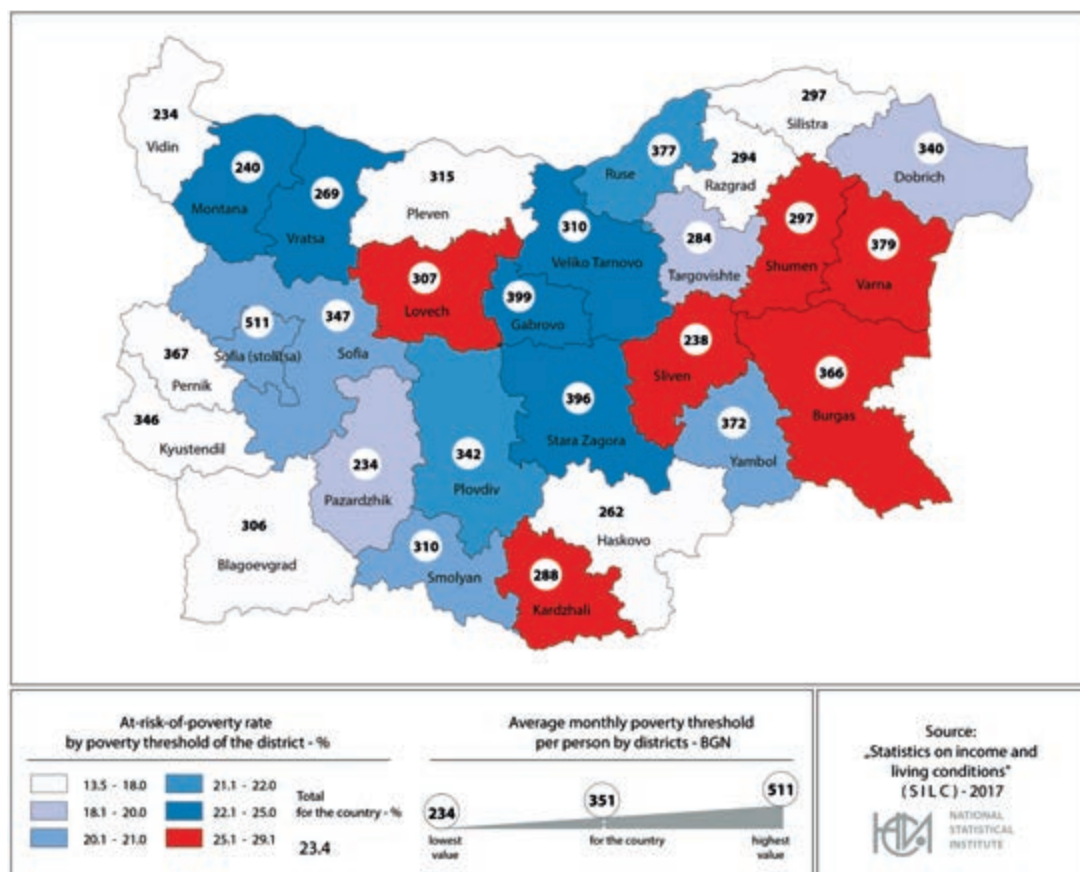 234
Vidin
240
Montana
269
Vratsa
315
Pleven
377
Ruse
297
Silistra
294
Razgrad
340
Dobrich
310
Veliko Tarnovo
284
Targovishte
297
Shumen
379
Varna
307
Lovech
399
Gabrovo
511
Sofia (stolitsa)
347
Sofia
367
Pernik
346
Kyustendil
238
Sliven
366
Burgas
396
Stara Zagora
372
Yambol
234
Pazardzhik
342
Plovdiv
306
Blagoevgrad
310
Smolyan
262
Haskovo
288
Kardzhali
At-risk-of-poverty rate
by poverty threshold of the district - %
13.5 - 18.0
18.1 - 20.0
20.1 - 21.0
21.1 - 22.0
22.1 - 25.0
25.1 - 29.1
Total
for the country - %
23.4
Average monthly poverty threshold
per person by districts - BGN
234
lowest
value
351
for the country
511
highest
value
Source:
„Statistics on income and
living conditions"
( S I L C ) - 2017
НСИ
NATIONAL
STATISTICAL
INSTITUTE